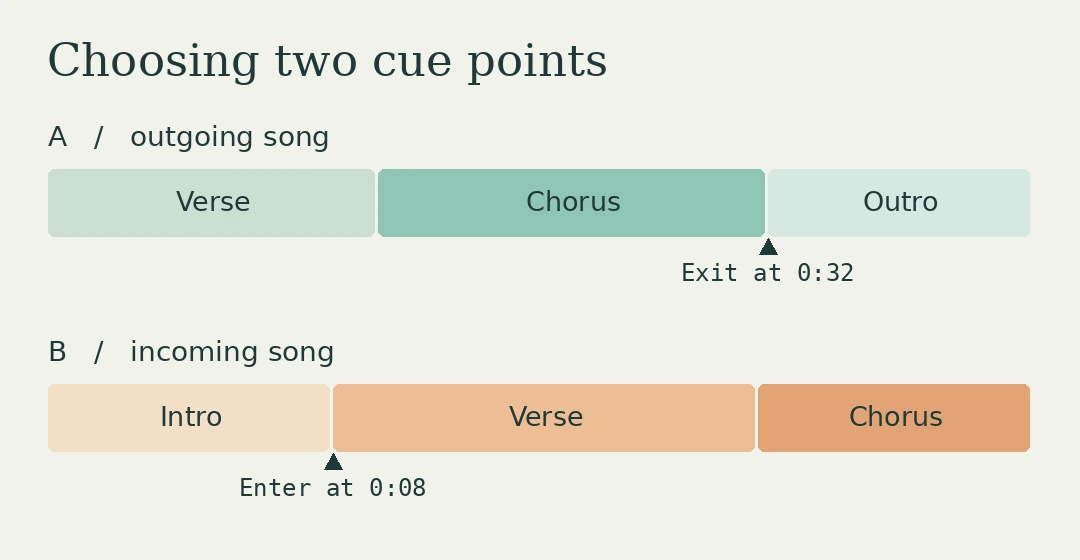 Choosing two cue points
A / outgoing song
Verse Chorus Outro
Exit at 0:32
B / incoming song
Intro Verse Chorus
Enter at 0:08